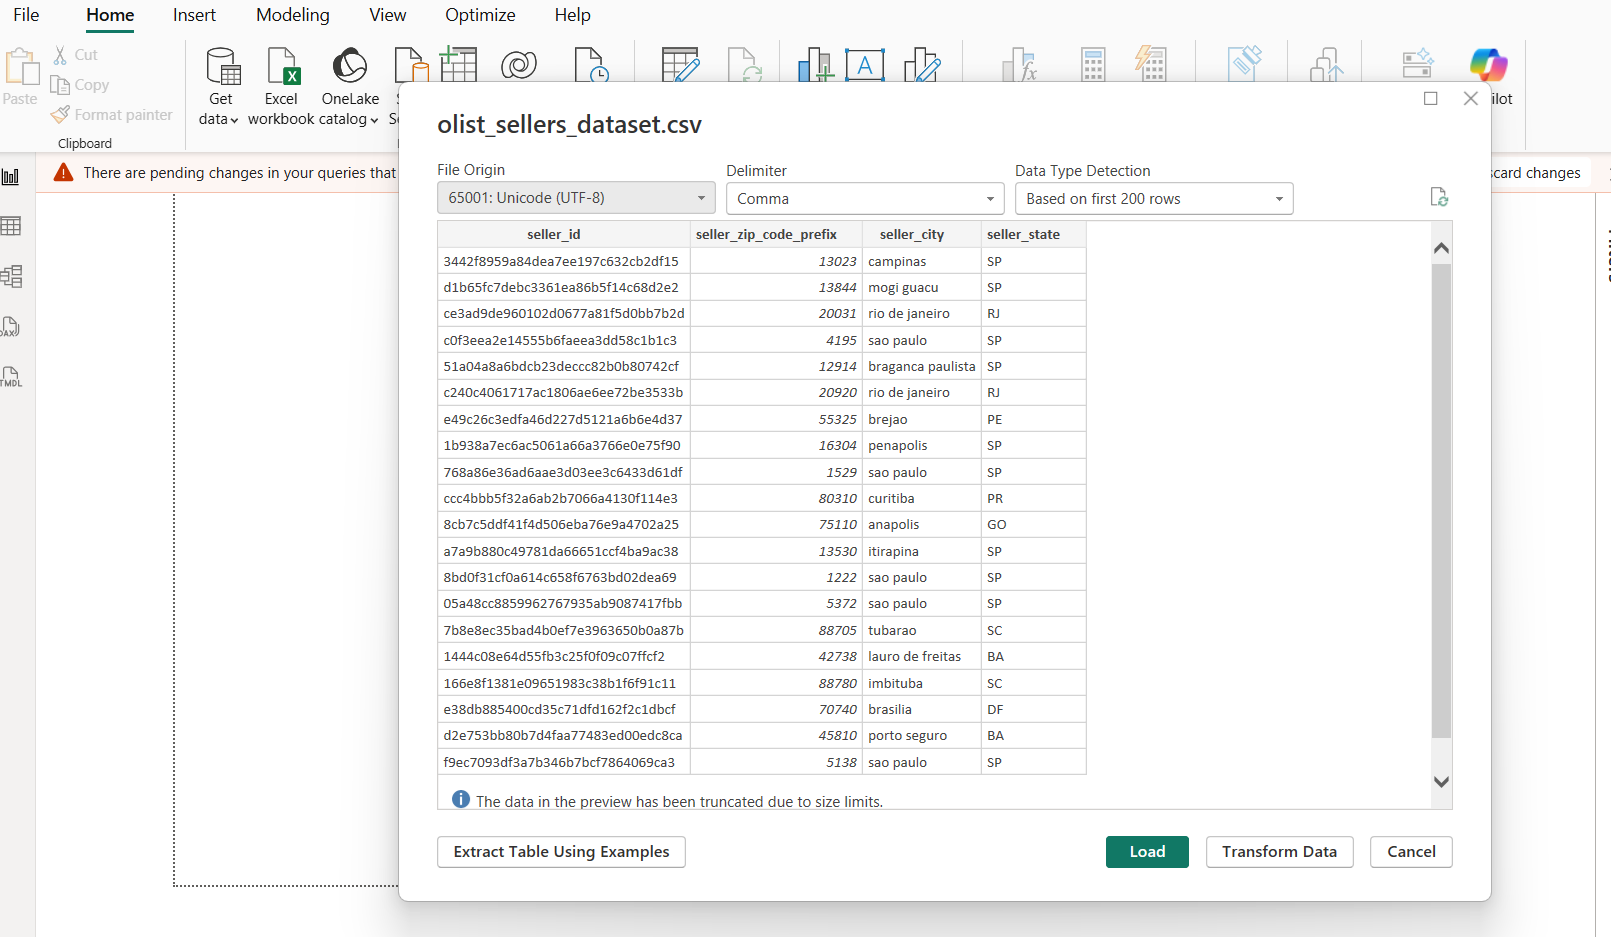 File Home Insert Modeling View Optimize Help
Paste
Cut
Copy
Format painter
Clipboard
Get
data
Excel
workbook
OneLake
catalog
There are pending changes in your queries that
card changes
olist_sellers_dataset.csv
File Origin
65001: Unicode (UTF-8)
Delimiter
Comma
Data Type Detection
Based on first 200 rows
seller_id seller_zip_code_prefix seller_city seller_state
3442f8959a84dea7ee197c632cb2df15 13023 campinas SP
d1b65fc7debc3361ea86b5f14c68d2e2 13844 mogi guacu SP
ce3ad9de960102d0677a81f5d0bb7b2d 20031 rio de janeiro RJ
c0f3eea2e14555b6faeea3dd58c1b1c3 4195 sao paulo SP
51a04a8a6bdcb23deccc82b0b80742cf 12914 braganca paulista SP
c240c4061717ac1806ae6ee72be3533b 20920 rio de janeiro RJ
e49c26c3edfa46d227d5121a6b6e4d37 55325 brejao PE
1b938a7ec6ac5061a66a3766e0e75f90 16304 penapolis SP
768a86e36ad6aae3d03ee3c6433d61df 1529 sao paulo SP
ccc4bbb5f32a6ab2b7066a4130f114e3 80310 curitiba PR
8cb7c5ddf41f4d506eba76e9a4702a25 75110 anapolis GO
a7a9b880c49781da66651ccf4ba9ac38 13530 itirapina SP
8bd0f31cf0a614c658f6763bd02dea69 1222 sao paulo SP
05a48cc8859962767935ab9087417fbb 5372 sao paulo SP
7b8e8ec35bad4b0ef7e3963650b0a87b 88705 tubarao SC
1444c08e64d55fb3c25f0f09c07ffcf2 42738 lauro de freitas BA
166e8f1381e09651983c38b1f6f91c11 88780 imbituba SC
e38db885400cd35c71dfd162f2c1dbcf 70740 brasilia DF
d2e753bb80b7d4faa77483ed00edc8ca 45810 porto seguro BA
f9ec7093df3a7b346b7bcf7864069ca3 5138 sao paulo SP
The data in the preview has been truncated due to size limits.
Extract Table Using Examples
Load
Transform Data
Cancel
ilot
DAX
TMDL